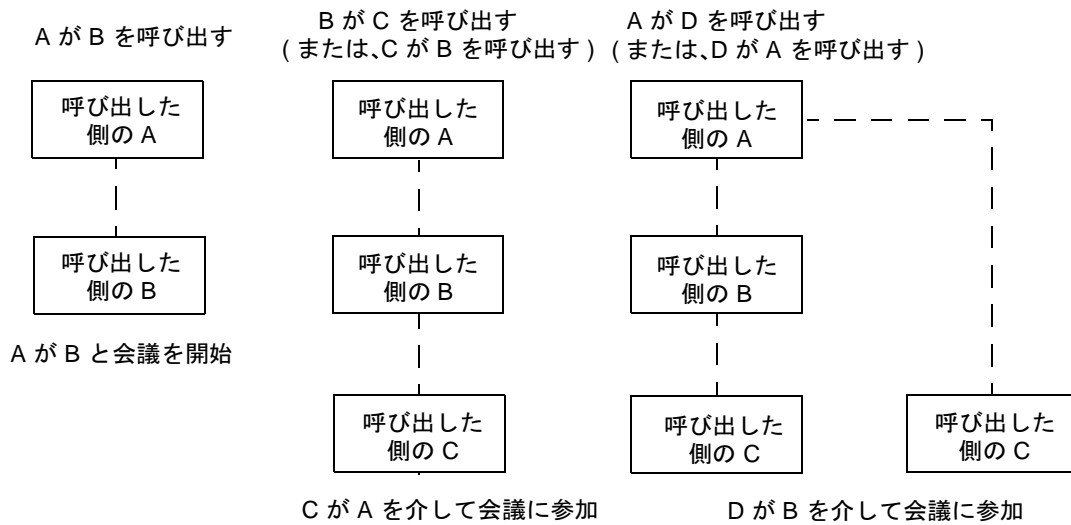 A が B を呼び出す
B が C を呼び出す
( または、C が B を呼び出す )
A が D を呼び出す
( または、D が A を呼び出す )
呼び出した
側の A
呼び出した
側の A
呼び出した
側の A
呼び出した
側の B
呼び出した
側の B
呼び出した
側の B
A が B と会議を開始
呼び出した
側の C
呼び出した
側の C
呼び出した
側の C
C が A を介して会議に参加
D が B を介して会議に参加